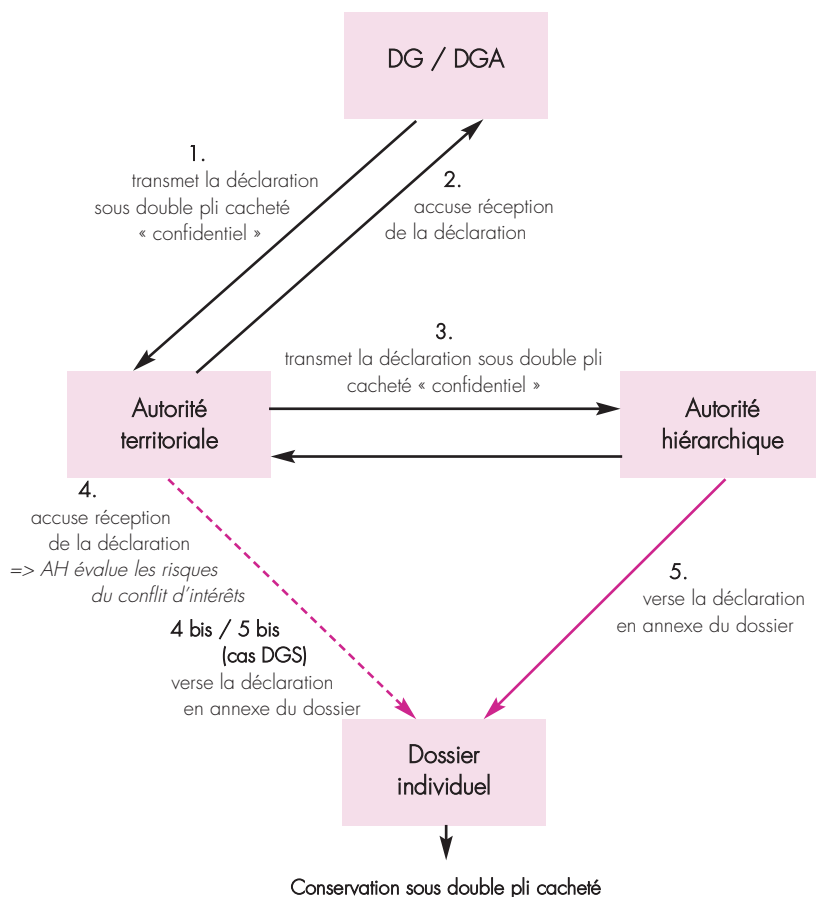 DG / DGA
1.
transmet la déclaration
sous double pli cacheté
« confidentiel »
2.
accuse réception
de la déclaration
3.
transmet la déclaration sous double pli
cacheté « confidentiel »
Autorité
territoriale
Autorité
hiérarchique
4.
accuse réception
de la déclaration
=> AH évalue les risques
du conflit d’intérêts
4 bis / 5 bis
(cas DGS)
verse la déclaration
en annexe du dossier
5.
verse la déclaration
en annexe du dossier
Dossier
individuel
Conservation sous double pli cacheté